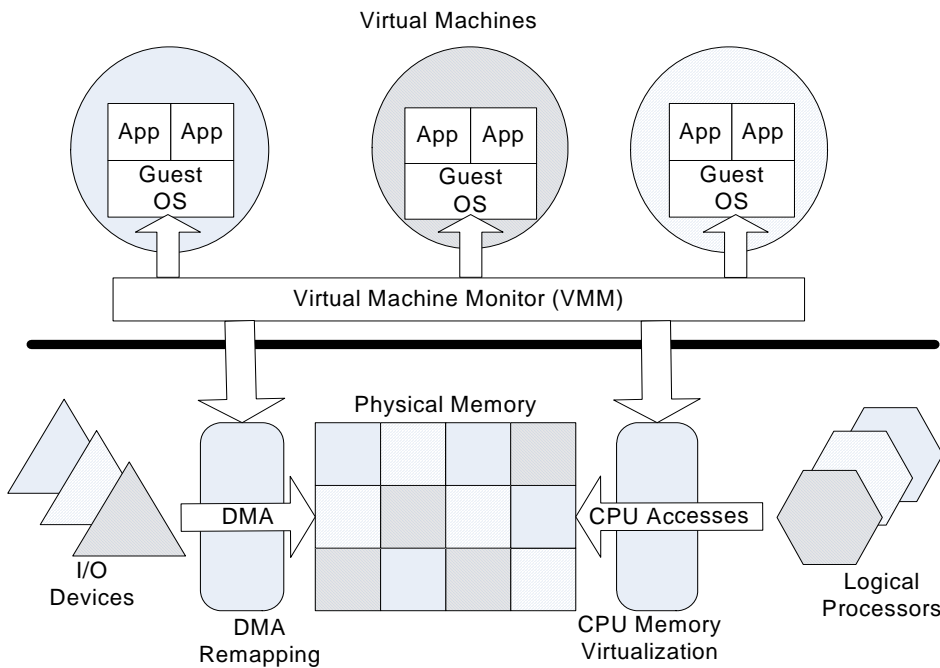 Virtual Machines
App App
Guest
OS
App App
Guest
OS
App App
Guest
OS
Virtual Machine Monitor (VMM)
Physical Memory
DMA
CPU Accesses
I/O
Devices
DMA
Remapping
CPU Memory
Virtualization
Logical
Processors